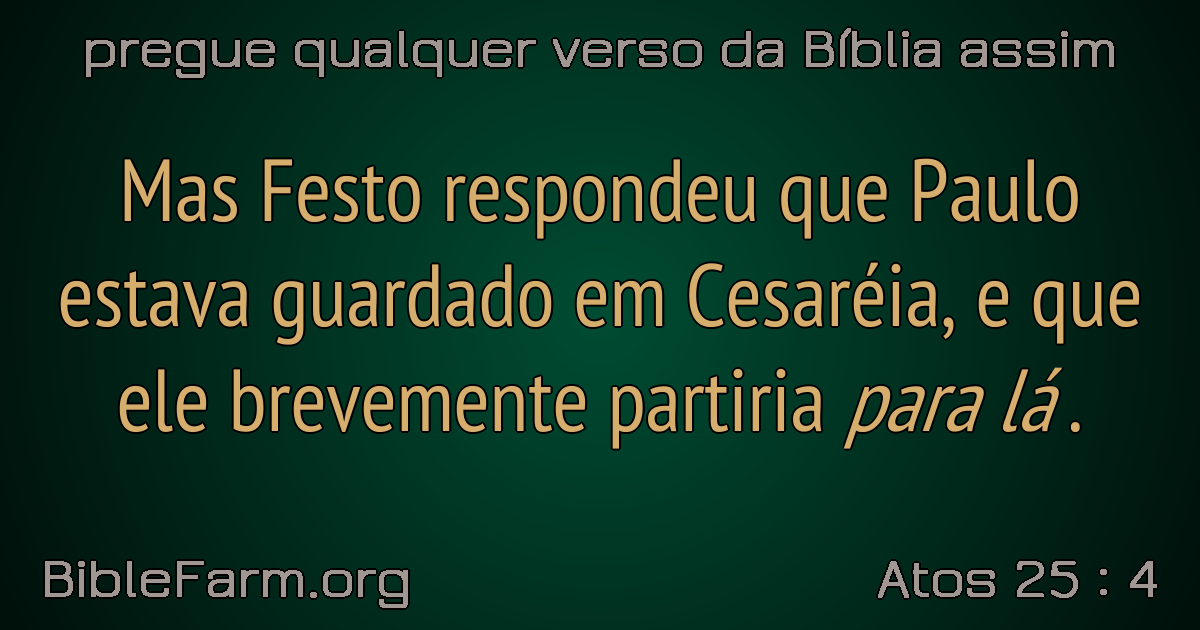 pregue qualquer verso da Bíblia assim
Mas Festo respondeu que Paulo
estava guardado em Cesaréia, e que
ele brevemente partiria para lá .
BibleFarm.org
Atos 25 : 4